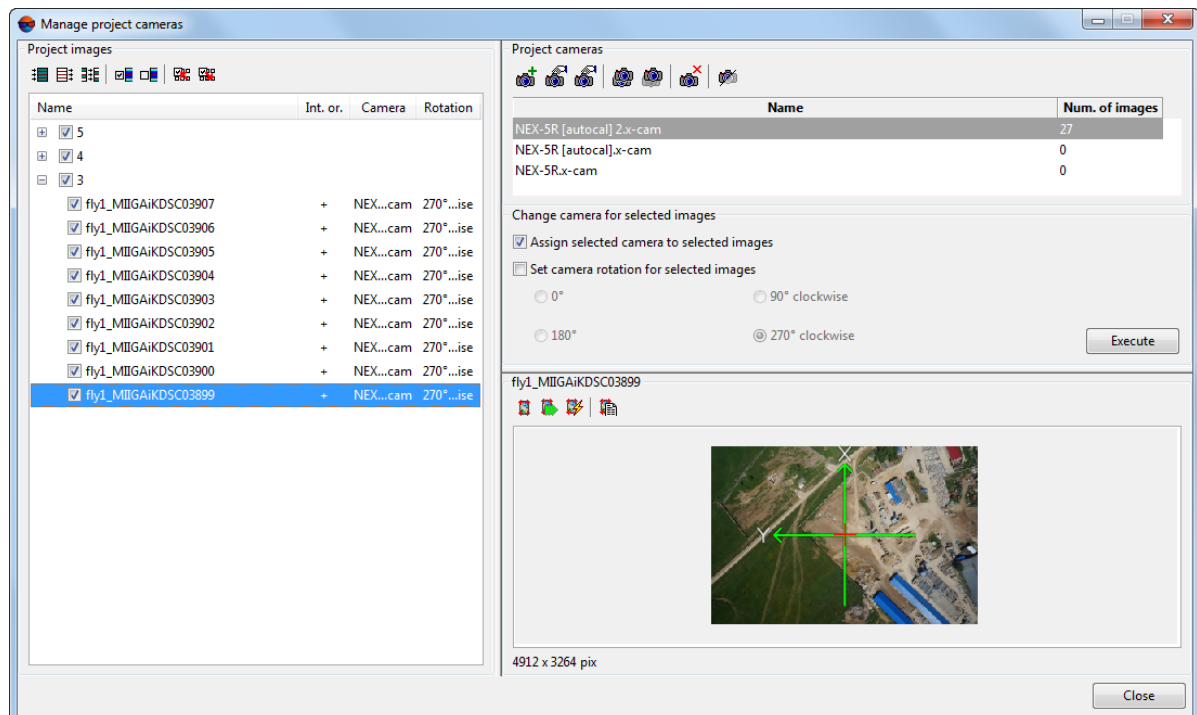 Manage project cameras
Project images
Name Int. or. Camera Rotation
5
4
3
fly1_MIIGAiKDSC03907 + NEX...cam 270°...ise
fly1_MIIGAiKDSC03906 + NEX...cam 270°...ise
fly1_MIIGAiKDSC03905 + NEX...cam 270°...ise
fly1_MIIGAiKDSC03904 + NEX...cam 270°...ise
fly1_MIIGAiKDSC03903 + NEX...cam 270°...ise
fly1_MIIGAiKDSC03902 + NEX...cam 270°...ise
fly1_MIIGAiKDSC03901 + NEX...cam 270°...ise
fly1_MIIGAiKDSC03900 + NEX...cam 270°...ise
fly1_MIIGAiKDSC03899 + NEX...cam 270°...ise
Project cameras
Name Num. of images
NEX-5R [autocal] 2.x-cam 27
NEX-5R [autocal].x-cam 0
NEX-5R.x-cam 0
Change camera for selected images
Assign selected camera to selected images
Set camera rotation for selected images
0° 90° clockwise
180° 270° clockwise
Execute
fly1_MIIGAiKDSC03899
X
Y
4912 x 3264 pix
Close